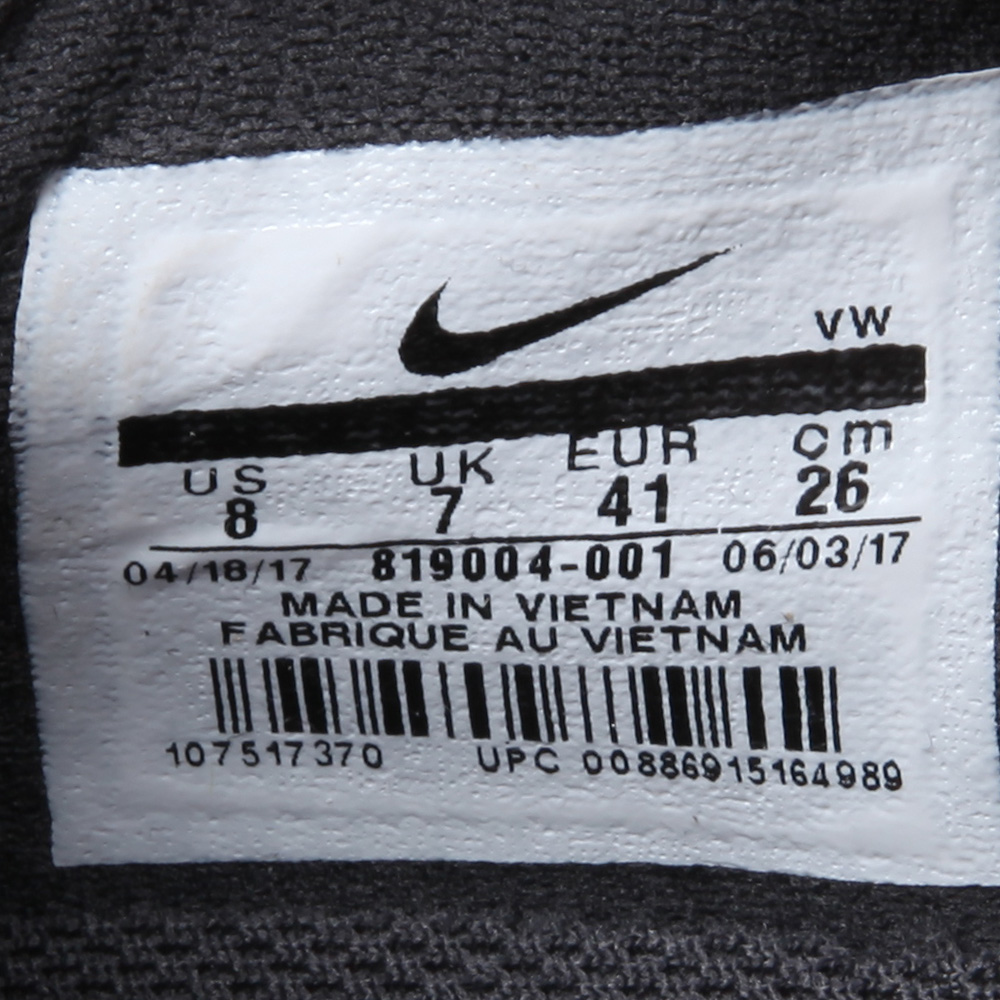 VW
US UK EUR cm
8 7 41 26
04/18/17 819004-001 06/03/17
MADE IN VIETNAM
FABRIQUE AU VIETNAM
107517370 UPC 00886915164989